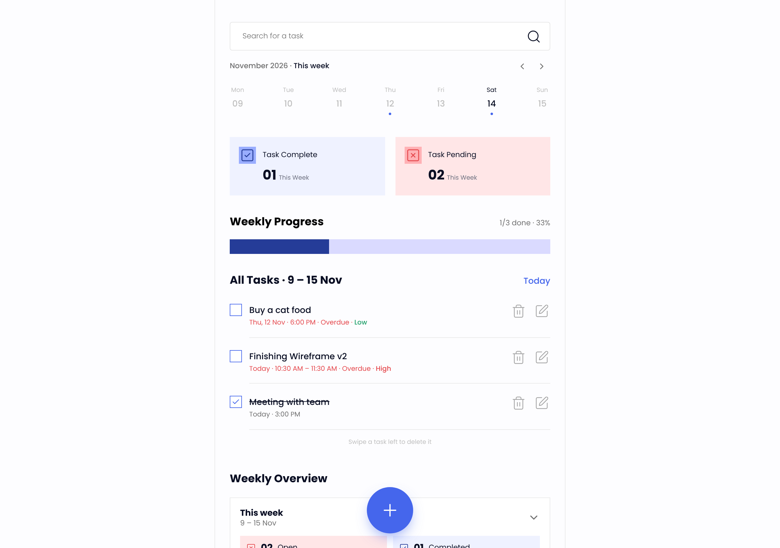 Search for a task
November 2026 · This week
Mon Tue Wed Thu Fri Sat Sun
09 10 11 12 13 14 15
Task Complete
01 This Week
Task Pending
02 This Week
Weekly Progress
1/3 done · 33%
All Tasks · 9 – 15 Nov
Today
Buy a cat food
Thu, 12 Nov · 6:00 PM · Overdue · Low
Finishing Wireframe v2
Today · 10:30 AM – 11:30 AM · Overdue · High
Meeting with team
Today · 3:00 PM
Swipe a task left to delete it
Weekly Overview
This week
9 – 15 Nov
02 Open
01 Completed